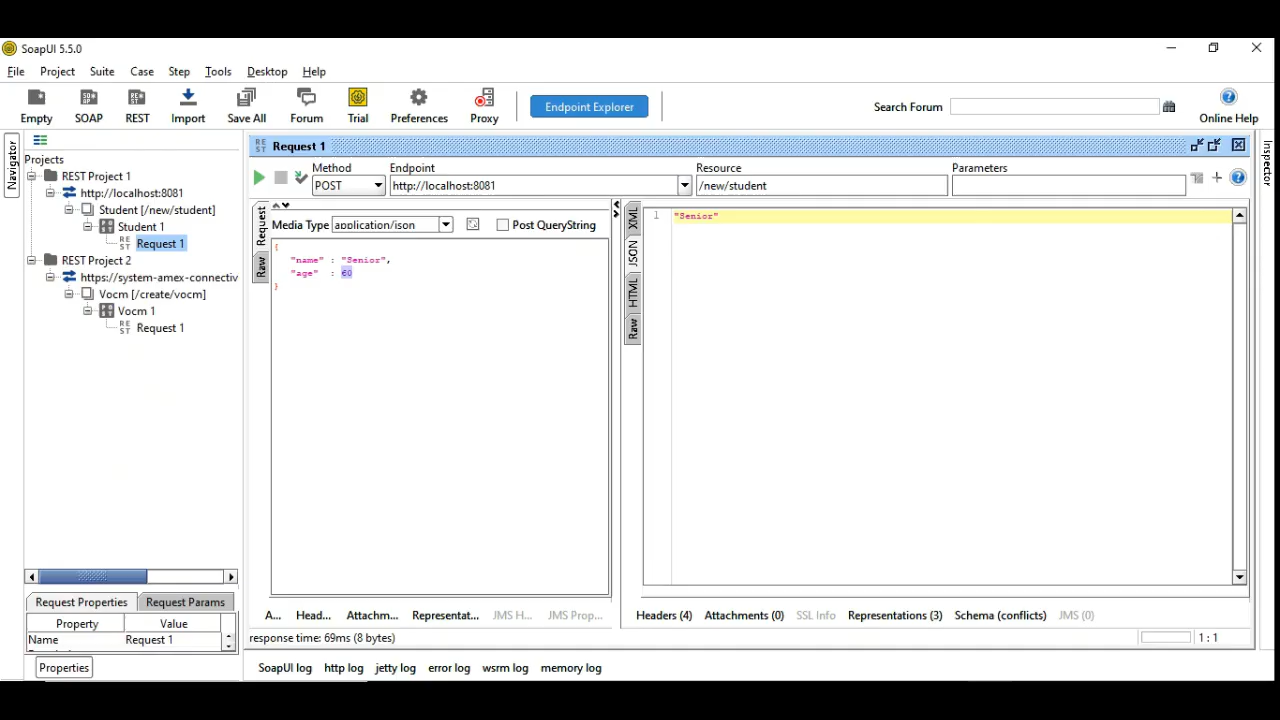 SoapUI 5.5.0
File Project Suite Case Step Tools Desktop Help
Empty SOAP REST Import Save All Forum Trial Preferences Proxy Endpoint Explorer Search Forum Online Help
Navigator
Projects
REST Project 1
http://localhost:8081
Student [/new/student]
Student 1
REST Request 1
REST Project 2
https://system-amex-connectiv
Vocm [/create/vocm]
Vocm 1
REST Request 1
Request Properties Request Params
Property Value
Name Request 1
Properties
REST Request 1
Method Endpoint Resource Parameters
POST http://localhost:8081 /new/student
Request
Raw
Media Type application/json Post QueryString
{
"name" : "Senior",
"age" : 60
}
A... Head... Attachm... Representat... JMS H... JMS Prop...
XML
JSON
HTML
Raw
1 "Senior"
Headers (4) Attachments (0) SSL Info Representations (3) Schema (conflicts) JMS (0)
response time: 69ms (8 bytes) 1 : 1
SoapUI log http log jetty log error log wsrm log memory log
Inspector